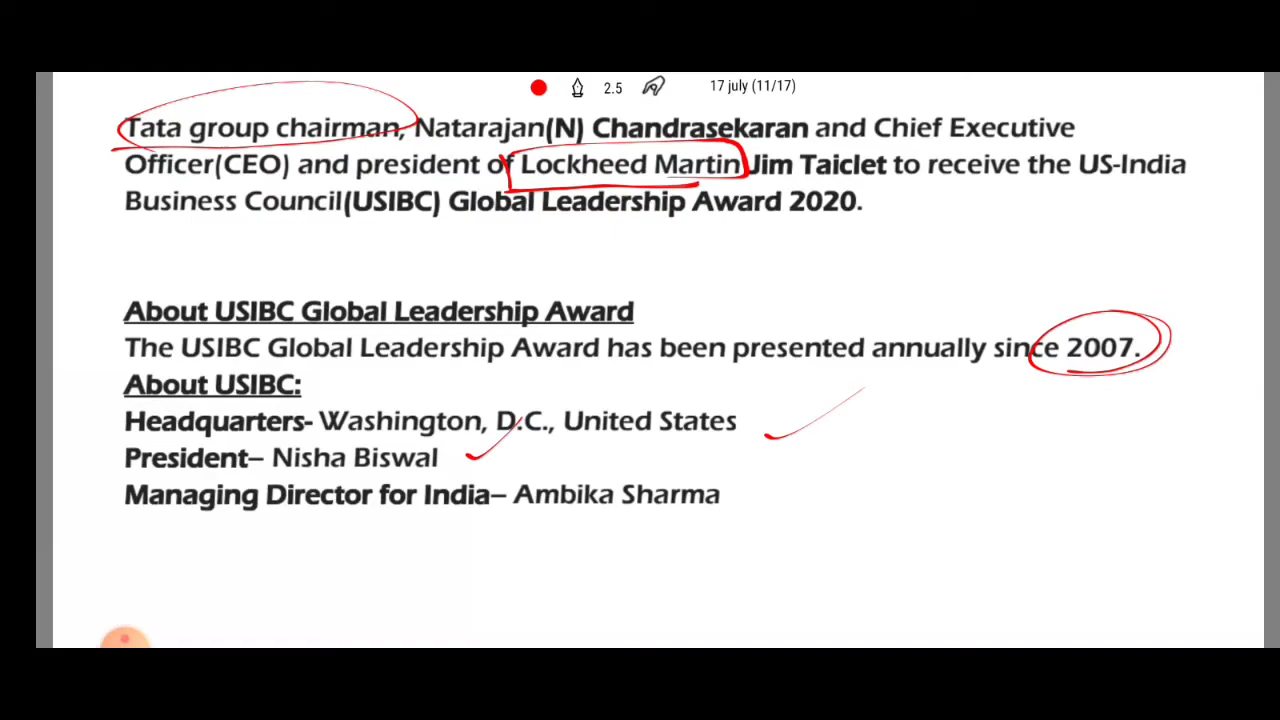 2.5 17 july (11/17)
Tata group chairman, Natarajan(N) Chandrasekaran and Chief Executive
Officer(CEO) and president of Lockheed Martin Jim Taiclet to receive the US-India
Business Council(USIBC) Global Leadership Award 2020.
About USIBC Global Leadership Award
The USIBC Global Leadership Award has been presented annually since 2007.
About USIBC:
Headquarters- Washington, D.C., United States
President– Nisha Biswal
Managing Director for India– Ambika Sharma